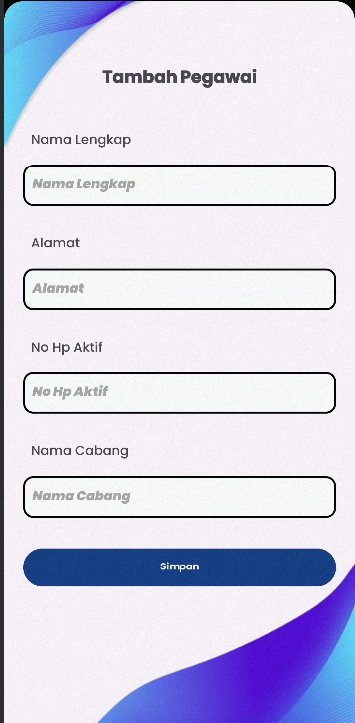 Tambah Pegawai
Nama Lengkap
Nama Lengkap
Alamat
Alamat
No Hp Aktif
No Hp Aktif
Nama Cabang
Nama Cabang
Simpan